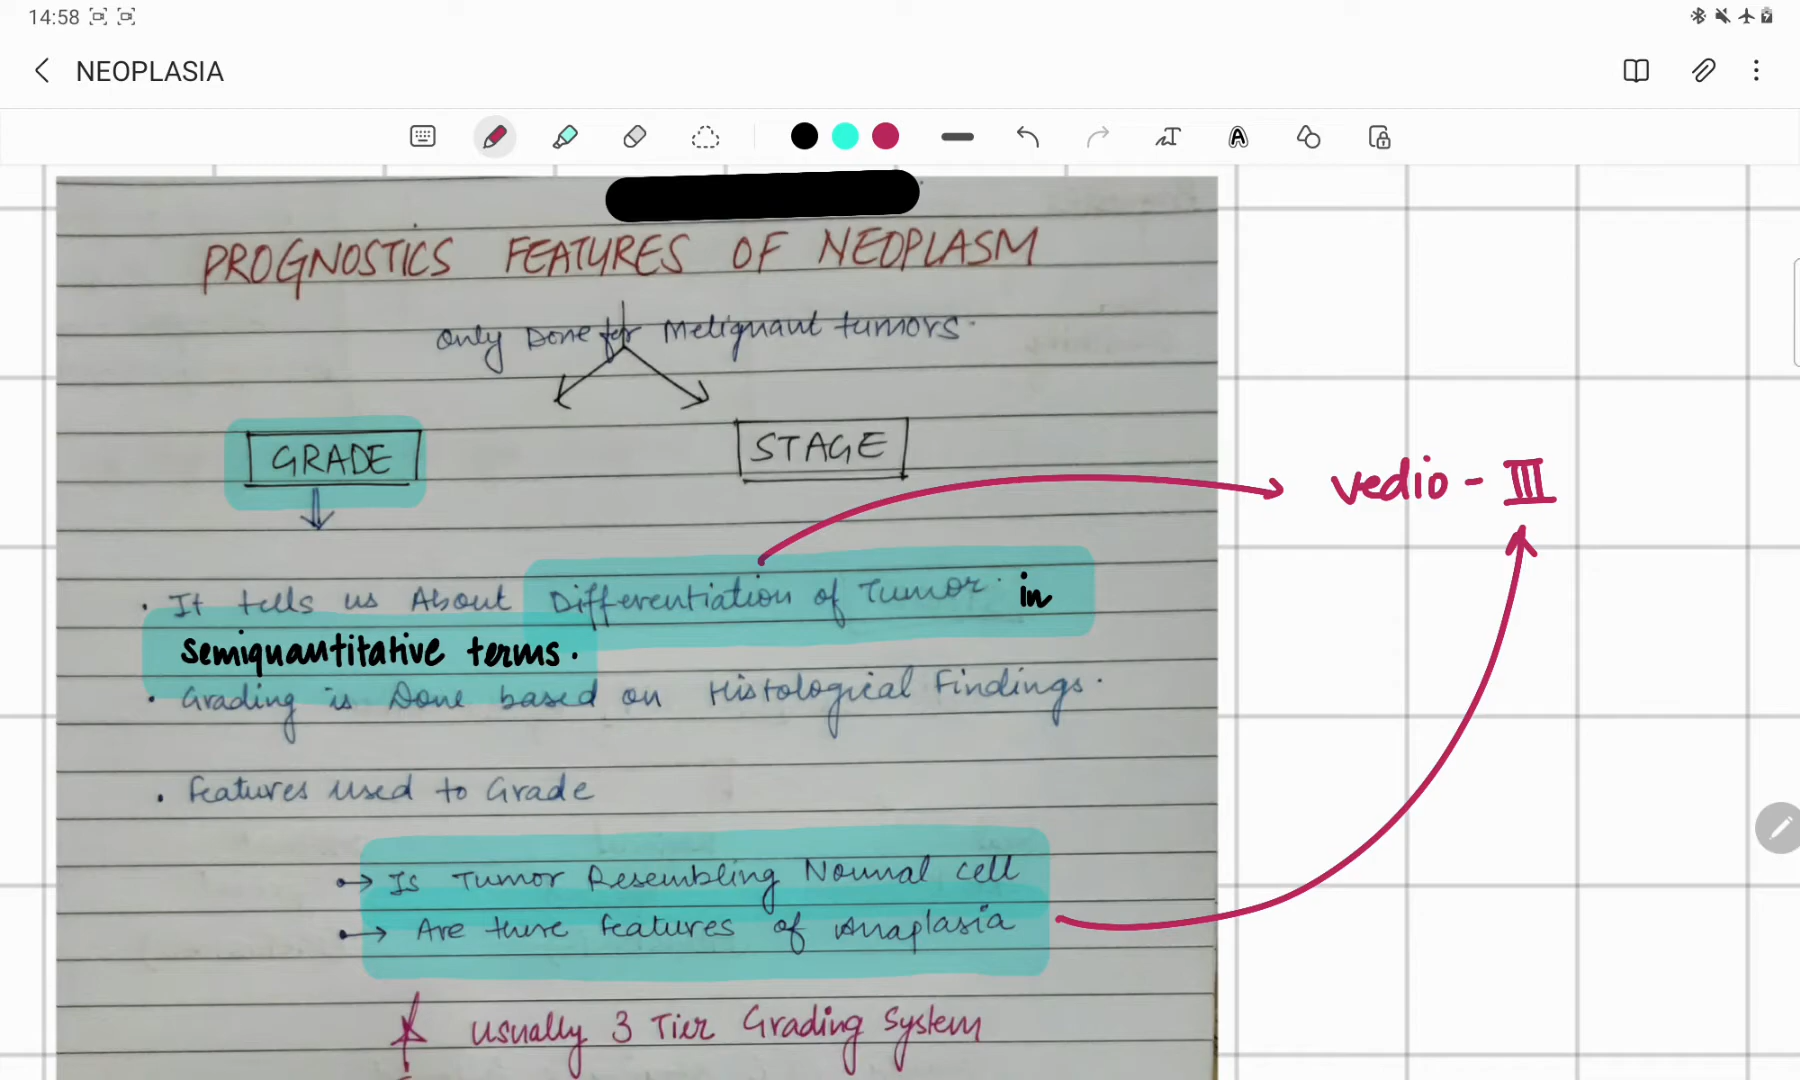 14:58
NEOPLASIA
PROGNOSTICS FEATURES OF NEOPLASM
only Done for Melignant tumors.
GRADE
STAGE
vedio - III
. It tells us About Differentiation of Tumor. in
semiquantitative terms.
. Grading is Done based on Histological Findings.
. Features used to Grade
Is Tumor Resembling Normal cell
Are there features of Anaplasia
usually 3 Tier Grading System